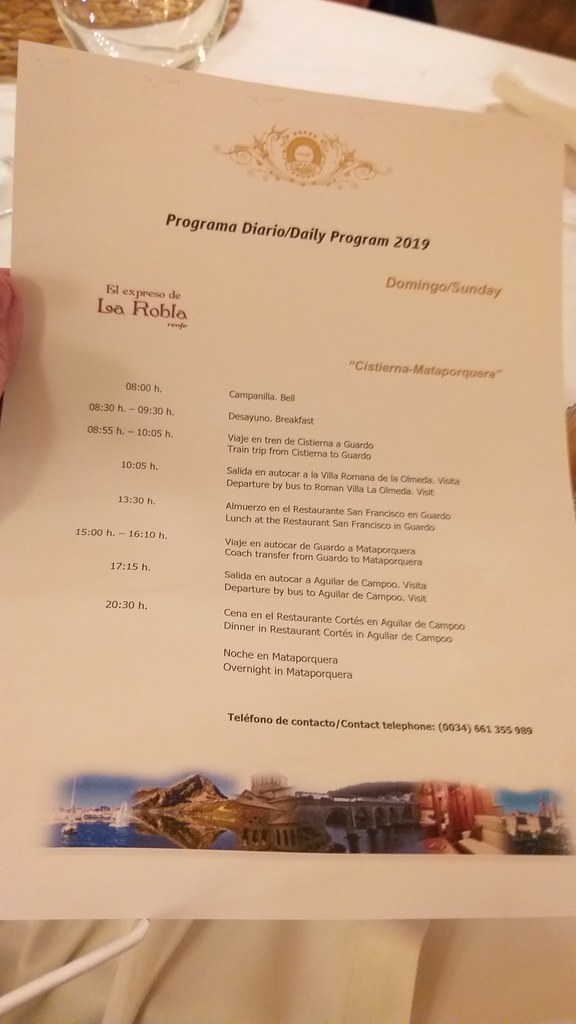 Programa Diario/Daily Program 2019
Domingo/Sunday
El expreso de
La Robla
renfe
"Cistierna-Mataporquera"
08:00 h. Campanilla. Bell
08:30 h. – 09:30 h. Desayuno. Breakfast
08:55 h. – 10:05 h. Viaje en tren de Cistierna a Guardo
Train trip from Cistierna to Guardo
10:05 h. Salida en autocar a la Villa Romana de la Olmeda. Visita
Departure by bus to Roman Villa La Olmeda. Visit
13:30 h. Almuerzo en el Restaurante San Francisco en Guardo
Lunch at the Restaurant San Francisco in Guardo
15:00 h. – 16:10 h. Viaje en autocar de Guardo a Mataporquera
Coach transfer from Guardo to Mataporquera
17:15 h. Salida en autocar a Aguilar de Campoo. Visita
Departure by bus to Aguilar de Campoo. Visit
20:30 h. Cena en el Restaurante Cortés en Aguilar de Campoo
Dinner in Restaurant Cortés in Aguilar de Campoo
Noche en Mataporquera
Overnight in Mataporquera
Teléfono de contacto/Contact telephone: (0034) 661 355 989